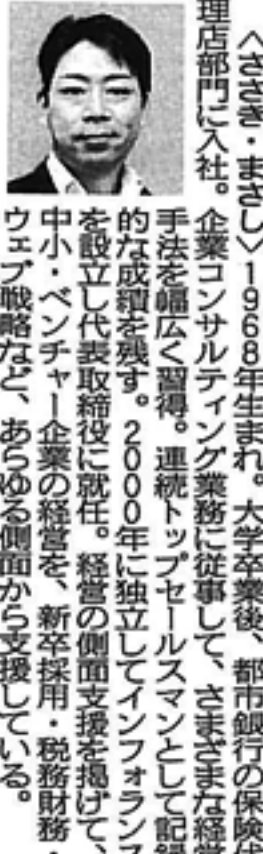 〈ささき・まさし〉1968年生まれ。大学卒業後、都市銀行の保険代
理店部門に入社。企業コンサルティング業務に従事して、さまざまな経営
手法を幅広く習得。連続トップセールスマンとして記録
的な成績を残す。2000年に独立してインフォランス
を設立し代表取締役に就任。経営の側面支援を掲げて、
中小・ベンチャー企業の経営を、新卒採用・税務財務・
ウェブ戦略など、あらゆる側面から支援している。